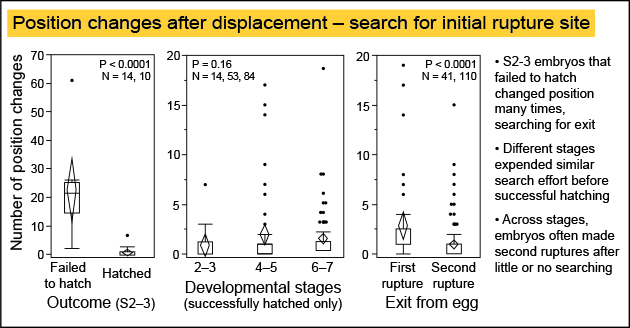 Position changes after displacement – search for initial rupture site
Number of position changes
70
60
50
40
30
20
10
0
P < 0.0001
N = 14, 10
Failed
to hatch
Hatched
Outcome (S2–3)
20
15
10
5
0
P = 0.16
N = 14, 53, 84
2–3
4–5
6–7
Developmental stages
(successfully hatched only)
20
15
10
5
0
P < 0.0001
N = 41, 110
First
rupture
Second
rupture
Exit from egg
• S2-3 embryos that
failed to hatch
changed position
many times,
searching for exit
• Different stages
expended similar
search effort before
successful hatching
• Across stages,
embryos often made
second ruptures after
little or no searching